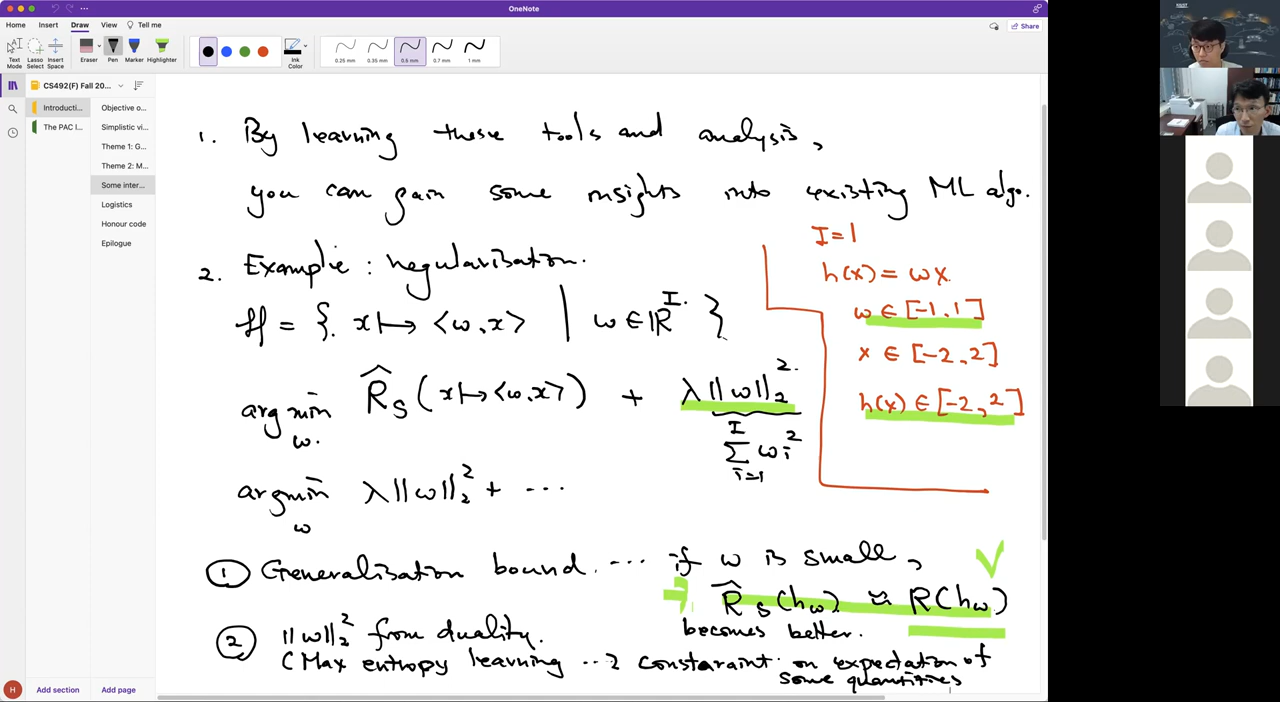 OneNote
Home Insert Draw View Tell me
Share
Text Mode
Lasso Select
Insert Space
Eraser
Pen
Marker
Highlighter
Ink Color
0.25 mm 0.35 mm 0.5 mm 0.7 mm 1 mm
CS492(F) Fall 20...
Introducti...
The PAC l...
Objective o...
Simplistic vi...
Theme 1: G...
Theme 2: M...
Some inter...
Logistics
Honour code
Epilogue
1. By learning these tools and analysis,
you can gain some insights into existing ML algo.
2. Example : regularisation.
H = { x ↦ <w,x> | w ∈ ℝ^I }
argmin_w R̂_S(x ↦ <w,x>) + λ||w||₂²
∑_{i=1}^I w_i²
argmin_w λ||w||₂² + ...
I=1
h(x) = wx
w ∈ [-1,1]
x ∈ [-2,2]
h(x) ∈ [-2,2]
① Generalisation bound. ... if w is small,
⇒ R̂_S(h_w) ≈ R(h_w)
becomes better.
② ||w||₂² from duality.
(Max entropy learning ... constaraint on expectation of
some quantities
H
Add section Add page